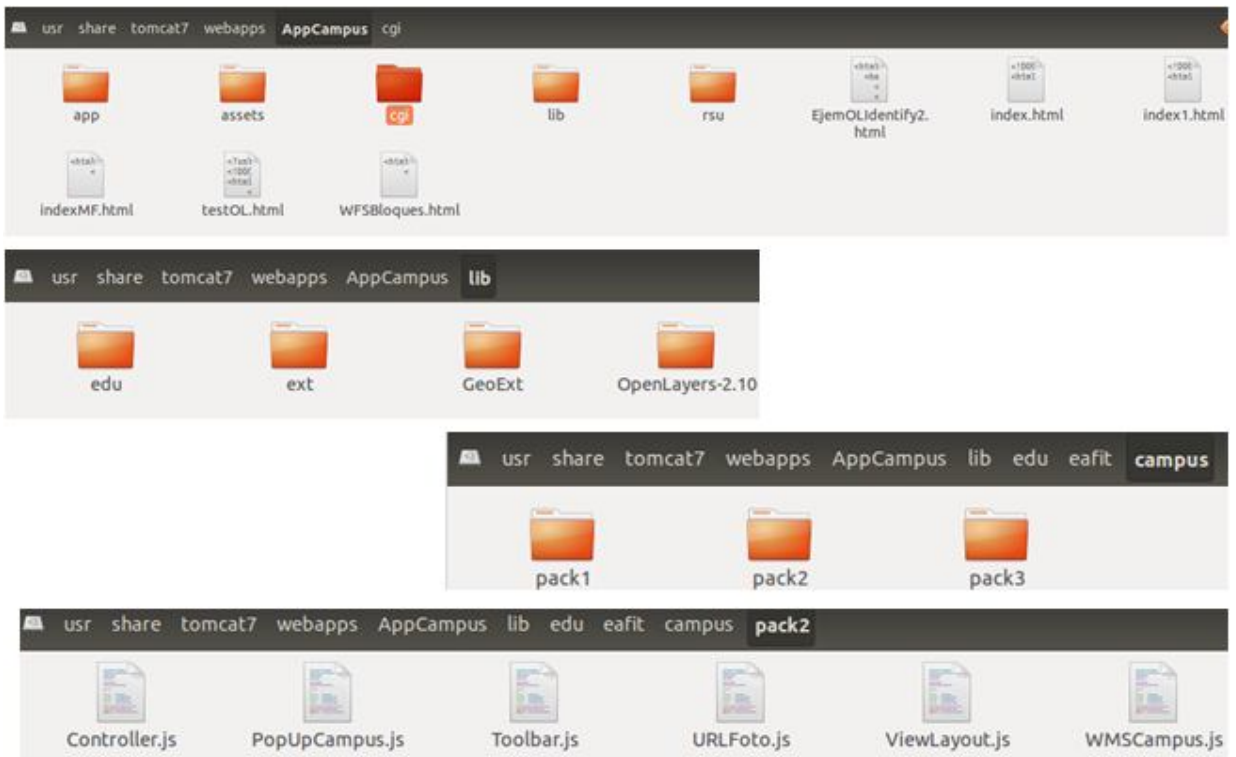 usr share tomcat7 webapps AppCampus cgi
app assets cgi lib rsu EjemOLIdentify2.html index.html index1.html
indexMF.html testOL.html WFSBloques.html
usr share tomcat7 webapps AppCampus lib
edu ext GeoExt OpenLayers-2.10
usr share tomcat7 webapps AppCampus lib edu eafit campus
pack1 pack2 pack3
usr share tomcat7 webapps AppCampus lib edu eafit campus pack2
Controller.js PopUpCampus.js Toolbar.js URLFoto.js ViewLayout.js WMSCampus.js